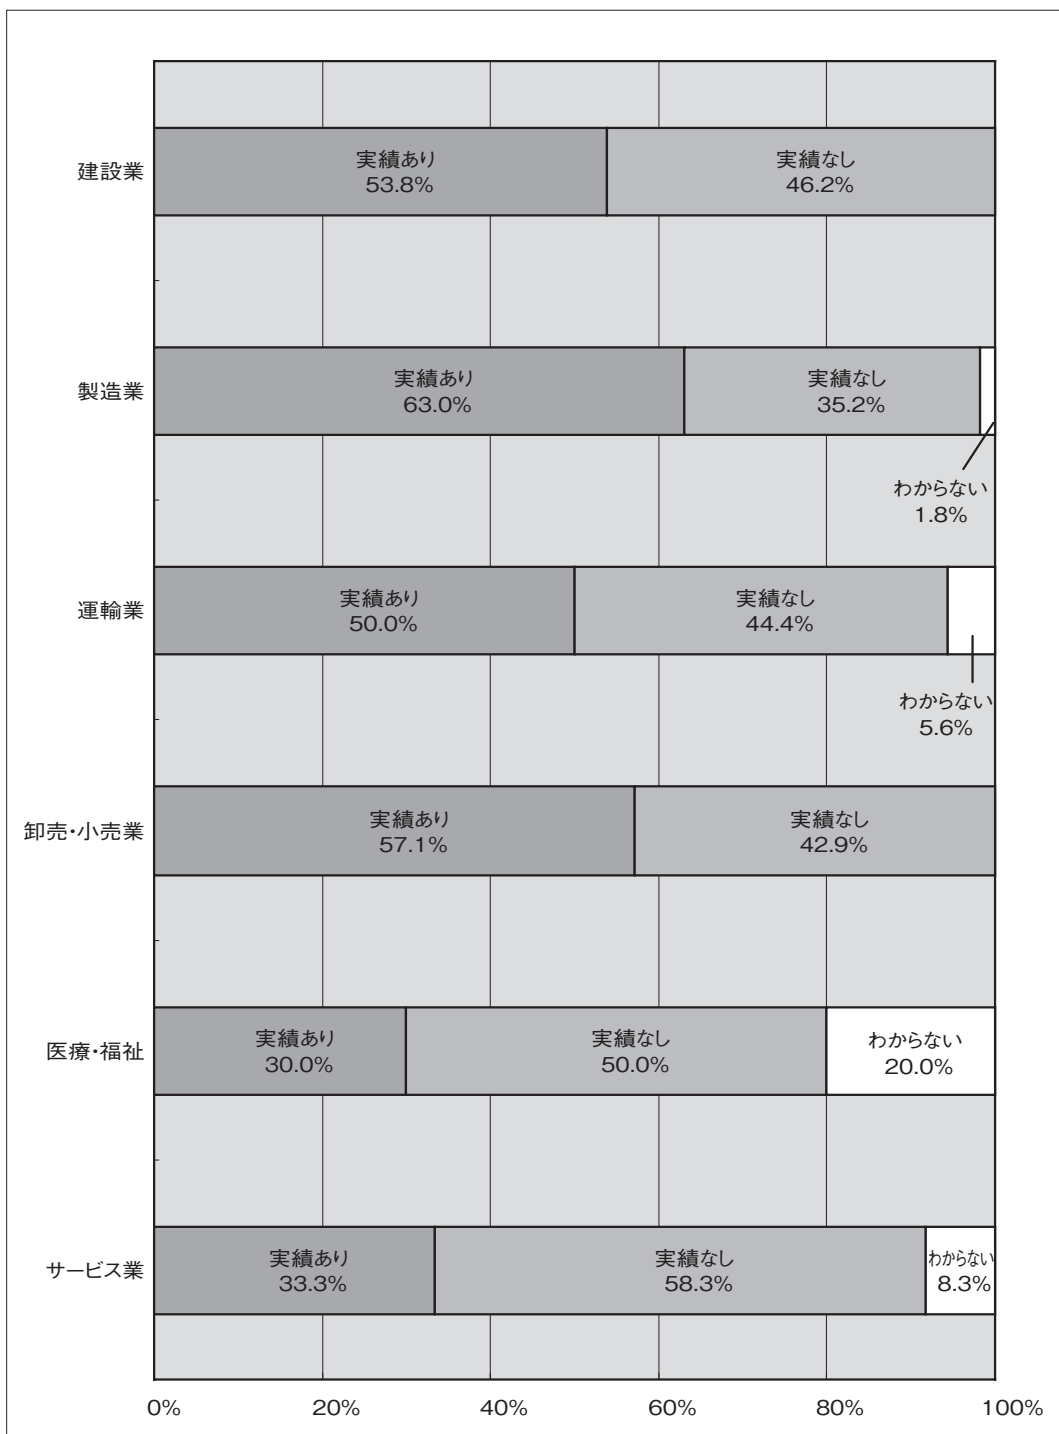 建設業
実績あり
53.8%
実績なし
46.2%
製造業
実績あり
63.0%
実績なし
35.2%
わからない
1.8%
運輸業
実績あり
50.0%
実績なし
44.4%
わからない
5.6%
卸売・小売業
実績あり
57.1%
実績なし
42.9%
医療・福祉
実績あり
30.0%
実績なし
50.0%
わからない
20.0%
サービス業
実績あり
33.3%
実績なし
58.3%
わからない
8.3%
0% 20% 40% 60% 80% 100%